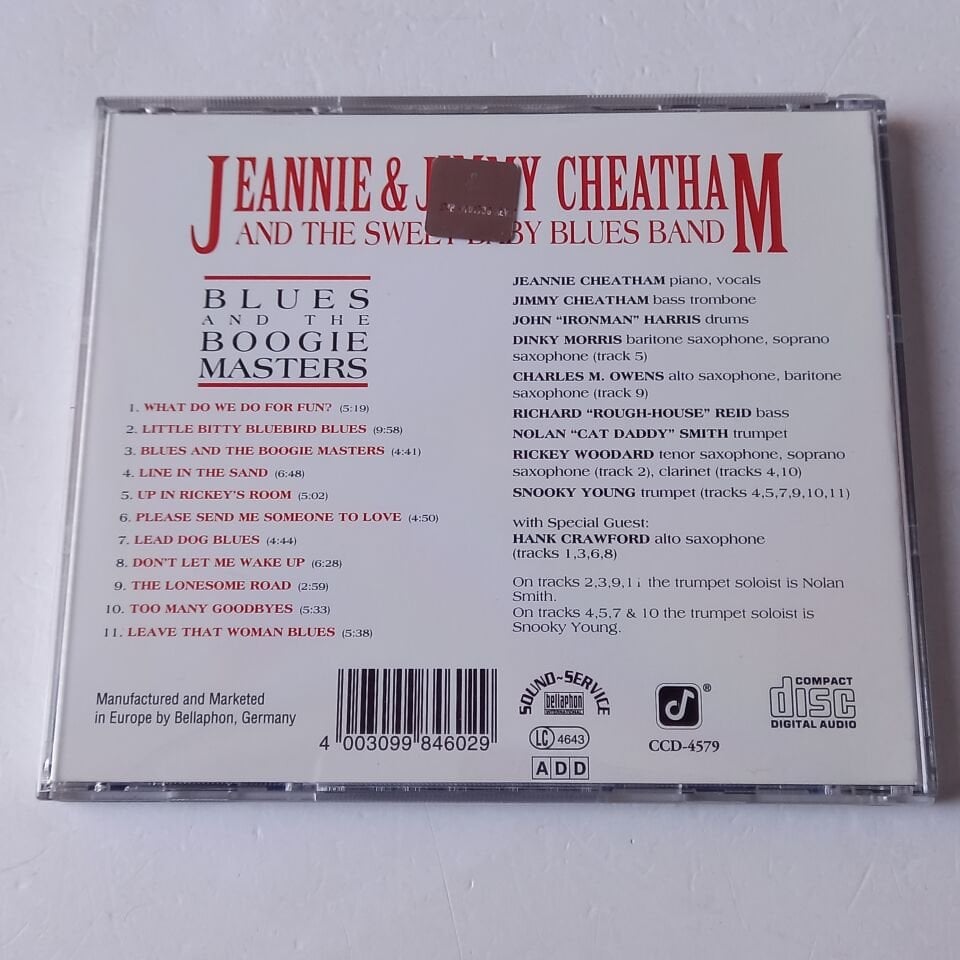 JEANNIE & JIMMY CHEATHAM
AND THE SWEET BABY BLUES BAND
BLUES
AND THE
BOOGIE
MASTERS
1. WHAT DO WE DO FOR FUN? (5:19)
2. LITTLE BITTY BLUEBIRD BLUES (9:58)
3. BLUES AND THE BOOGIE MASTERS (4:41)
4. LINE IN THE SAND (6:48)
5. UP IN RICKEY'S ROOM (5:02)
6. PLEASE SEND ME SOMEONE TO LOVE (4:50)
7. LEAD DOG BLUES (4:44)
8. DON'T LET ME WAKE UP (6:28)
9. THE LONESOME ROAD (2:59)
10. TOO MANY GOODBYES (5:33)
11. LEAVE THAT WOMAN BLUES (5:38)
JEANNIE CHEATHAM piano, vocals
JIMMY CHEATHAM bass trombone
JOHN "IRONMAN" HARRIS drums
DINKY MORRIS baritone saxophone, soprano
saxophone (track 5)
CHARLES M. OWENS alto saxophone, baritone
saxophone (track 9)
RICHARD "ROUGH-HOUSE" REID bass
NOLAN "CAT DADDY" SMITH trumpet
RICKEY WOODARD tenor saxophone, soprano
saxophone (track 2), clarinet (tracks 4,10)
SNOOKY YOUNG trumpet (tracks 4,5,7,9,10,11)
with Special Guest:
HANK CRAWFORD alto saxophone
(tracks 1,3,6,8)
On tracks 2,3,9,11 the trumpet soloist is Nolan
Smith.
On tracks 4,5,7 & 10 the trumpet soloist is
Snooky Young.
Manufactured and Marketed
in Europe by Bellaphon, Germany
4 003099 846029
SOUND~SERVICE
bellaphon
INTERNATIONAL
LC 4643
ADD
®
CCD-4579
COMPACT
disc
DIGITAL AUDIO